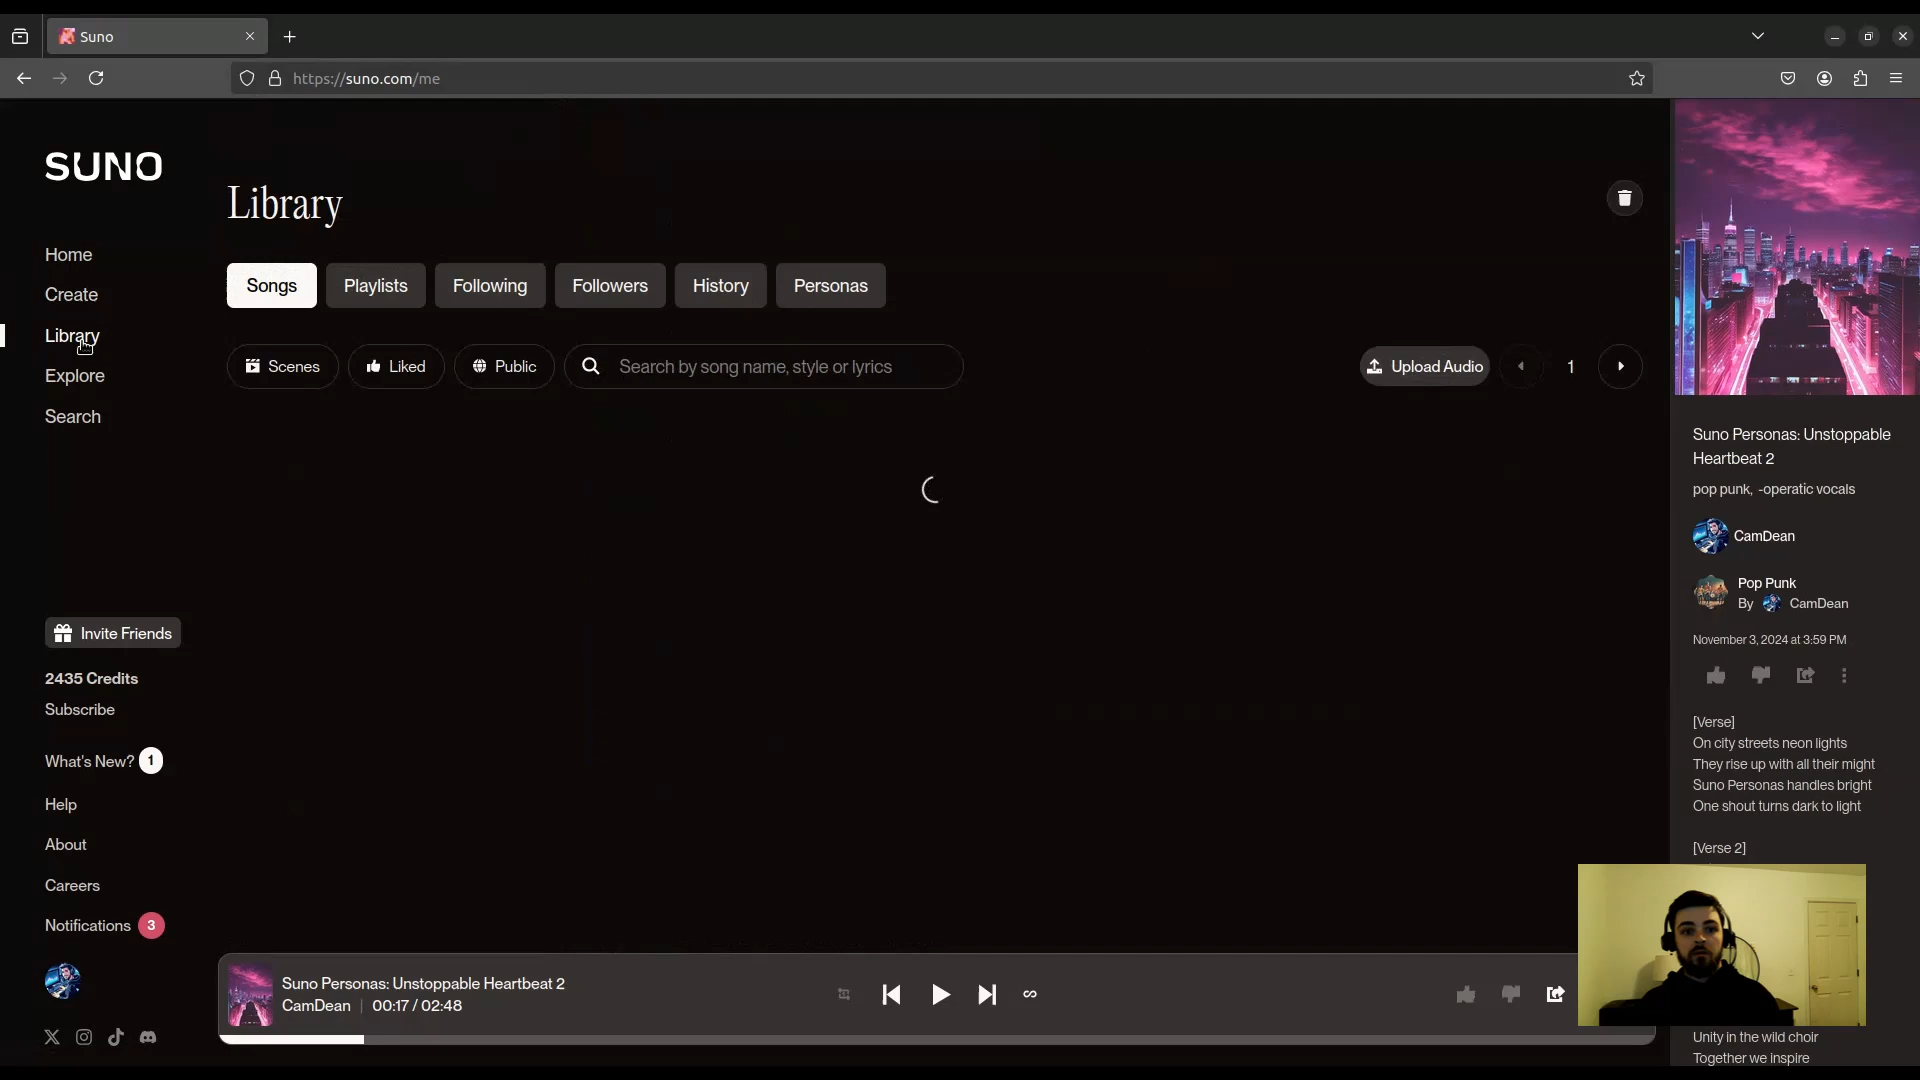 Suno
https://suno.com/me
SUNO
Home
Create
Library
Explore
Search
Invite Friends
2435 Credits
Subscribe
What's New? 1
Help
About
Careers
Notifications 3
Library
Songs
Playlists
Following
Followers
History
Personas
Scenes
Liked
Public
Search by song name, style or lyrics
Upload Audio
1
Suno Personas: Unstoppable
Heartbeat 2
pop punk, -operatic vocals
CamDean
Pop Punk
By CamDean
November 3, 2024 at 3:59 PM
[Verse]
On city streets neon lights
They rise up with all their might
Suno Personas handles bright
One shout turns dark to light
[Verse 2]
Unity in the wild choir
Together we inspire
Suno Personas: Unstoppable Heartbeat 2
CamDean | 00:17 / 02:48